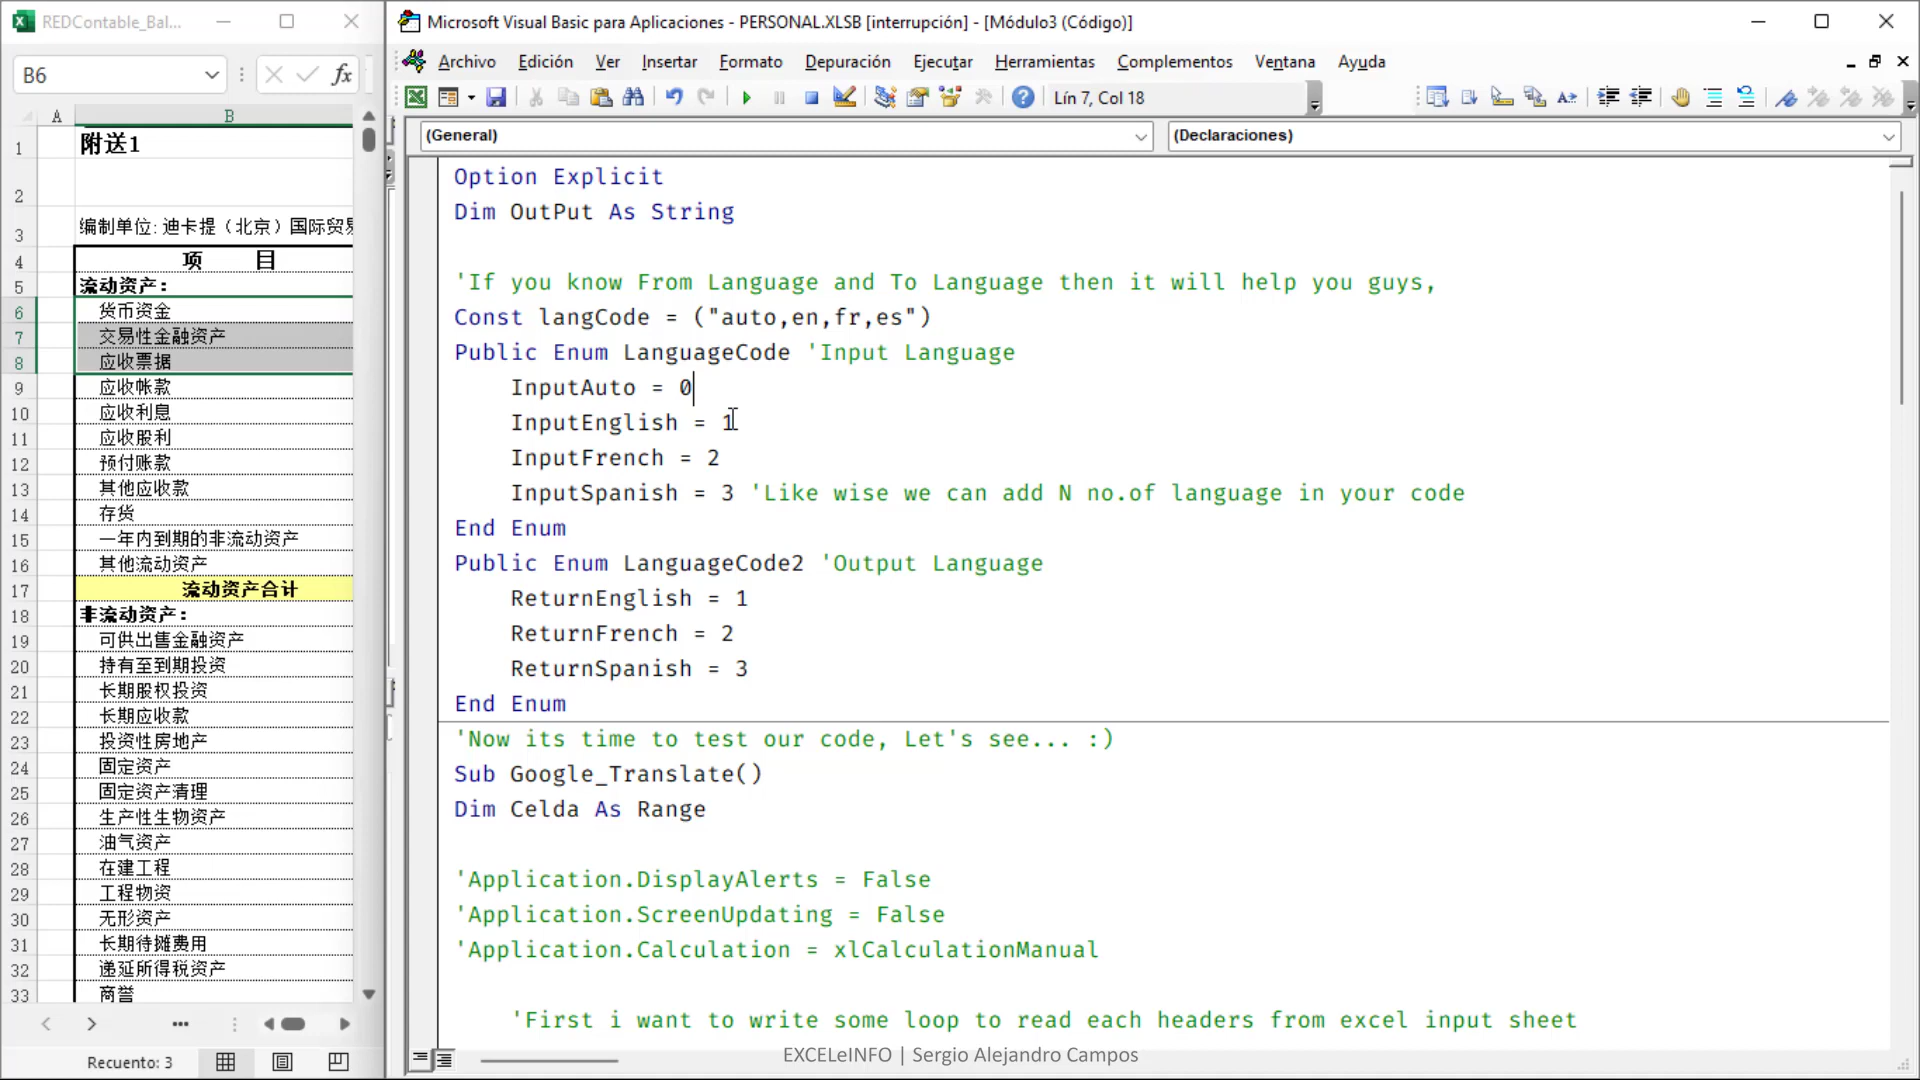 REDContable_Bal...
B6
fx
A
B
1 附送1
2
3 编制单位: 迪卡提（北京）国际贸易
4 项 目
5 流动资产:
6 货币资金
7 交易性金融资产
8 应收票据
9 应收帐款
10 应收利息
11 应收股利
12 预付账款
13 其他应收款
14 存货
15 一年内到期的非流动资产
16 其他流动资产
17 流动资产合计
18 非流动资产:
19 可供出售金融资产
20 持有至到期投资
21 长期股权投资
22 长期应收款
23 投资性房地产
24 固定资产
25 固定资产清理
26 生产性生物资产
27 油气资产
28 在建工程
29 工程物资
30 无形资产
31 长期待摊费用
32 递延所得税资产
33 商誉
...
Recuento: 3
Microsoft Visual Basic para Aplicaciones - PERSONAL.XLSB [interrupción] - [Módulo3 (Código)]
Archivo Edición Ver Insertar Formato Depuración Ejecutar Herramientas Complementos Ventana Ayuda
Lín 7, Col 18
(General) (Declaraciones)
Option Explicit
Dim OutPut As String
'If you know From Language and To Language then it will help you guys,
Const langCode = ("auto,en,fr,es")
Public Enum LanguageCode 'Input Language
InputAuto = 0
InputEnglish = 1
InputFrench = 2
InputSpanish = 3 'Like wise we can add N no.of language in your code
End Enum
Public Enum LanguageCode2 'Output Language
ReturnEnglish = 1
ReturnFrench = 2
ReturnSpanish = 3
End Enum
'Now its time to test our code, Let's see... :)
Sub Google_Translate()
Dim Celda As Range
'Application.DisplayAlerts = False
'Application.ScreenUpdating = False
'Application.Calculation = xlCalculationManual
'First i want to write some loop to read each headers from excel input sheet
EXCELeINFO | Sergio Alejandro Campos